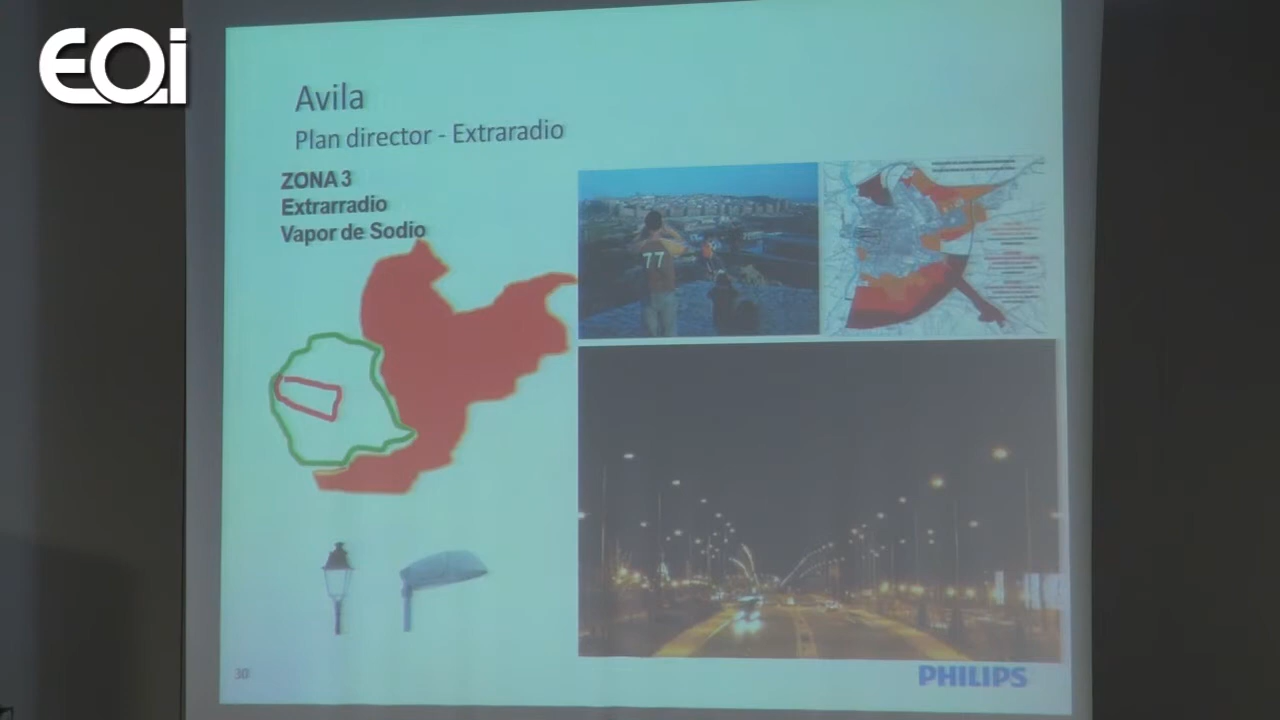 EOi
Avila
Plan director - Extraradio
ZONA 3
Extrarradio
Vapor de Sodio
77
30
PHILIPS